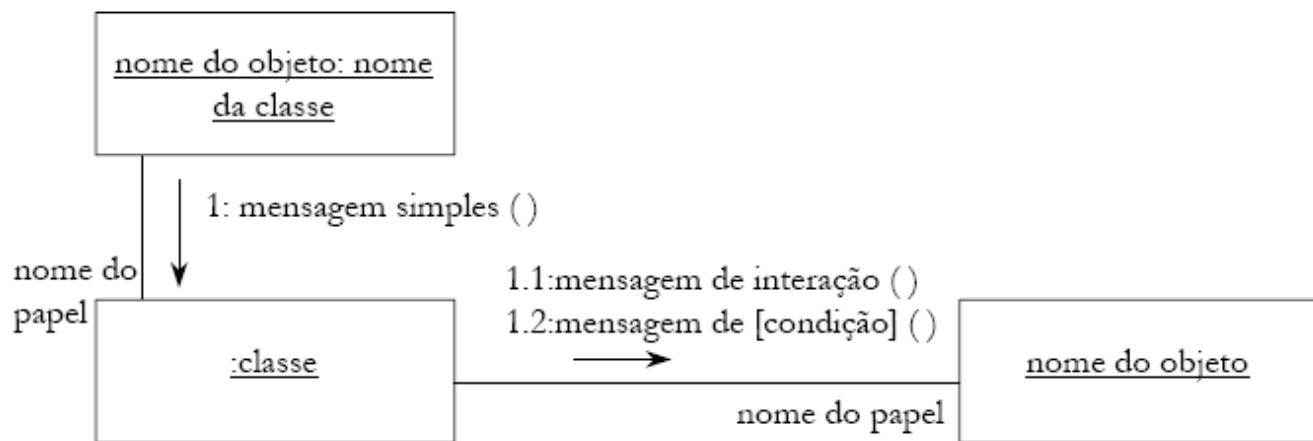 nome do objeto: nome
da classe
1: mensagem simples ( )
nome do
papel
1.1:mensagem de interação ( )
1.2:mensagem de [condição] ( )
:classe
nome do objeto
nome do papel